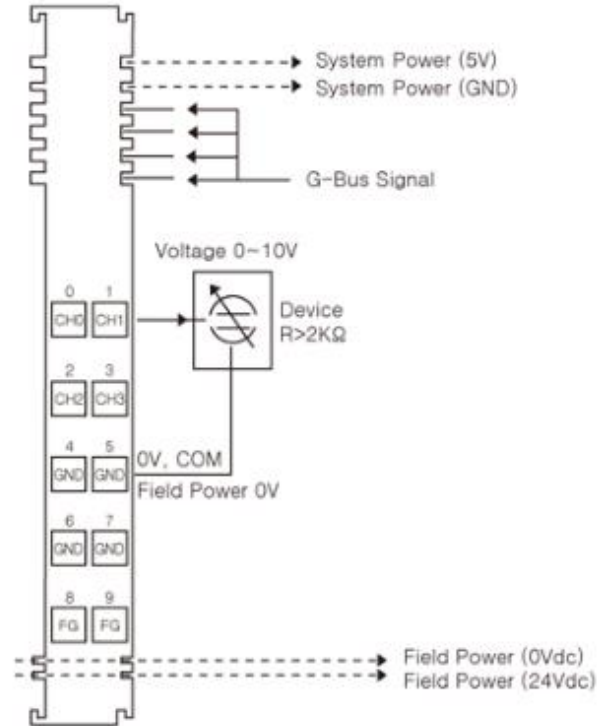 System Power (5V)
System Power (GND)
G-Bus Signal
Voltage 0~10V
0 1
CH0 CH1
Device
R>2KΩ
2 3
CH2 CH3
4 5
GND GND
0V, COM
Field Power 0V
6 7
GND GND
8 9
FG FG
Field Power (0Vdc)
Field Power (24Vdc)